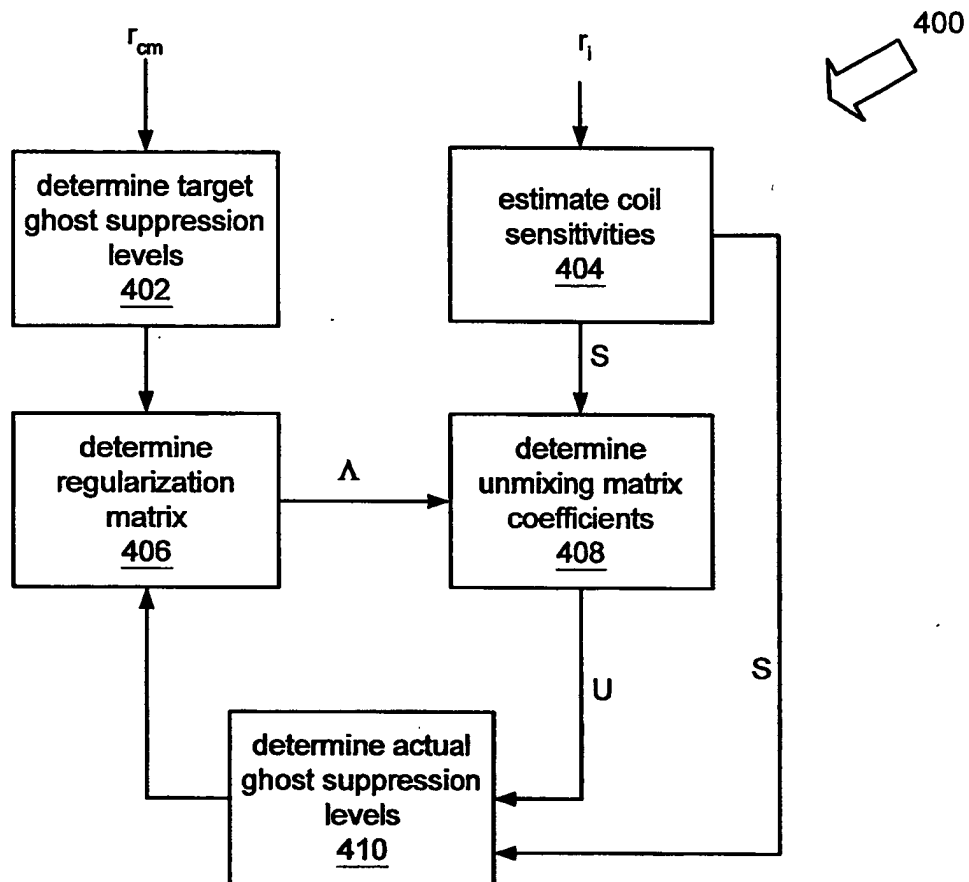 400
r_cm
r_i
determine target
ghost suppression
levels
402
estimate coil
sensitivities
404
S
determine
regularization
matrix
406
Λ
determine
unmixing matrix
coefficients
408
U
S
determine actual
ghost suppression
levels
410